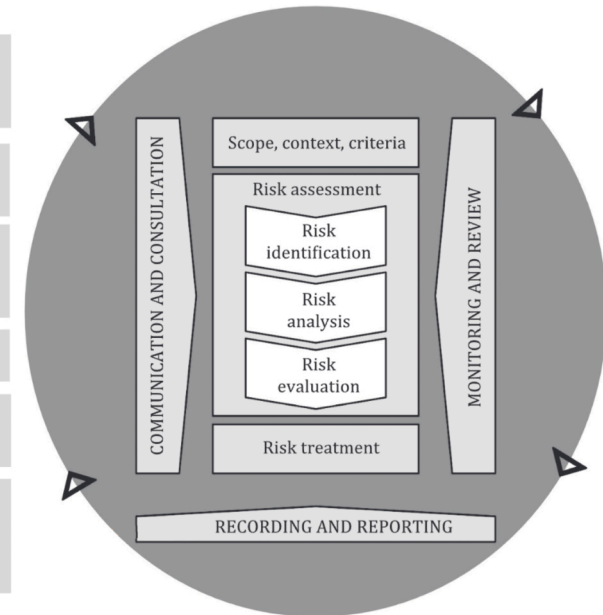 COMMUNICATION AND CONSULTATION
Scope, context, criteria
Risk assessment
Risk
identification
Risk
analysis
Risk
evaluation
Risk treatment
MONITORING AND REVIEW
RECORDING AND REPORTING